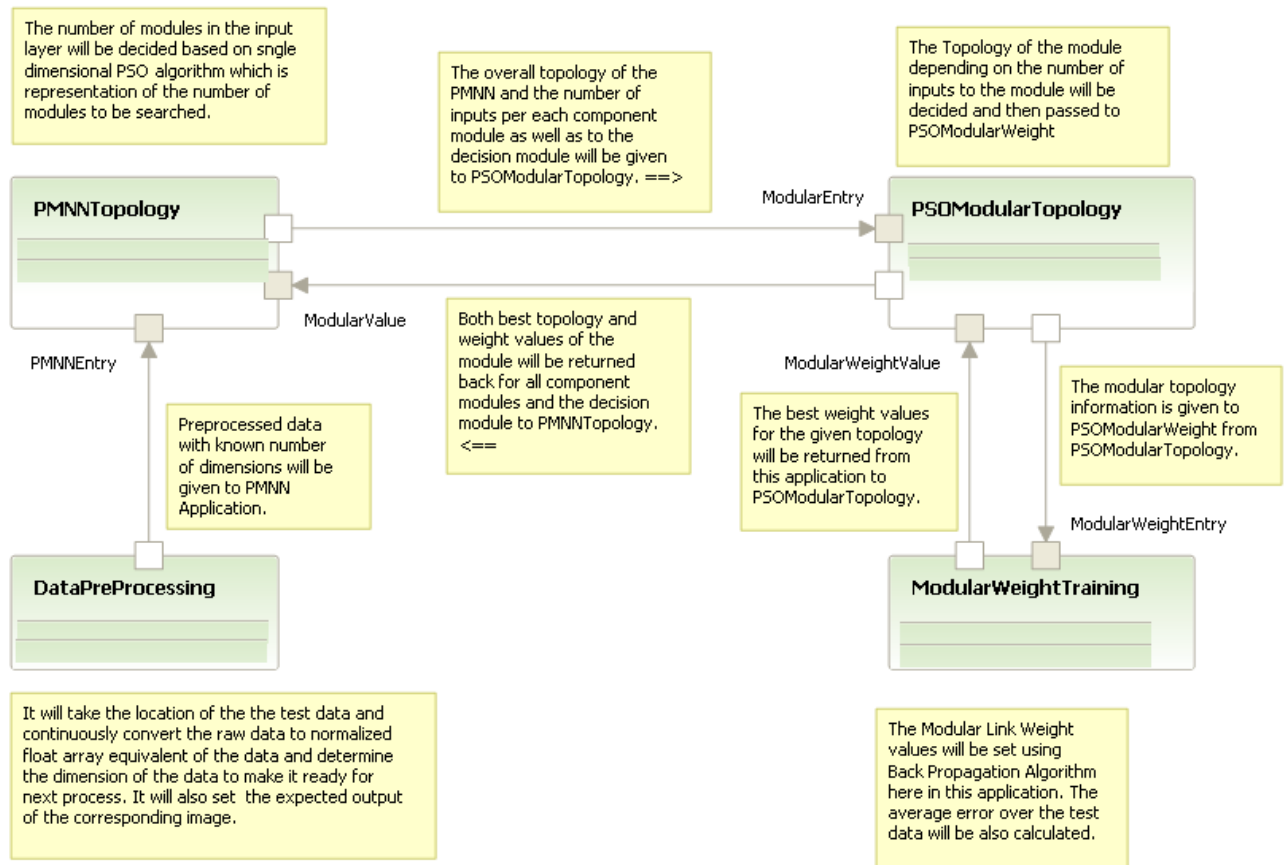 The number of modules in the input
layer will be decided based on sngle
dimensional PSO algorithm which is
representation of the number of
modules to be searched.
The overall topology of the
PMNN and the number of
inputs per each component
module as well as to the
decision module will be given
to PSOModularTopology. ==>
The Topology of the module
depending on the number of
inputs to the module will be
decided and then passed to
PSOModularWeight
PMNNTopology
ModularEntry
PSOModularTopology
ModularValue
PMNNEntry
Both best topology and
weight values of the
module will be returned
back for all component
modules and the decision
module to PMNNTopology.
<==
ModularWeightValue
Preprocessed data
with known number
of dimensions will be
given to PMNN
Application.
The best weight values
for the given topology
will be returned from
this application to
PSOModularTopology.
The modular topology
information is given to
PSOModularWeight from
PSOModularTopology.
ModularWeightEntry
DataPreProcessing
ModularWeightTraining
It will take the location of the the test data and
continuously convert the raw data to normalized
float array equivalent of the data and determine
the dimension of the data to make it ready for
next process. It will also set the expected output
of the corresponding image.
The Modular Link Weight
values will be set using
Back Propagation Algorithm
here in this application. The
average error over the test
data will be also calculated.